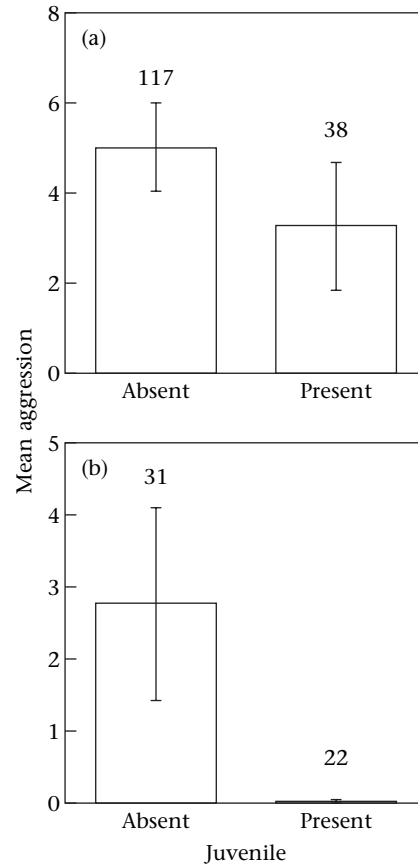 8
(a)
117
6
38
4
2
0
Absent Present
Mean aggression
5
(b)
31
4
3
2
1
22
0
Absent Present
Juvenile